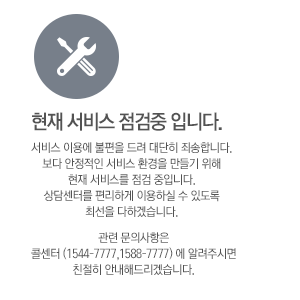 현재 서비스 점검중 입니다.
서비스 이용에 불편을 드려 대단히 죄송합니다.
보다 안정적인 서비스 환경을 만들기 위해
현재 서비스를 점검 중입니다.
상담센터를 편리하게 이용하실 수 있도록
최선을 다하겠습니다.
관련 문의사항은
콜센터 (1544-7777,1588-7777) 에 알려주시면
친절히 안내해드리겠습니다.